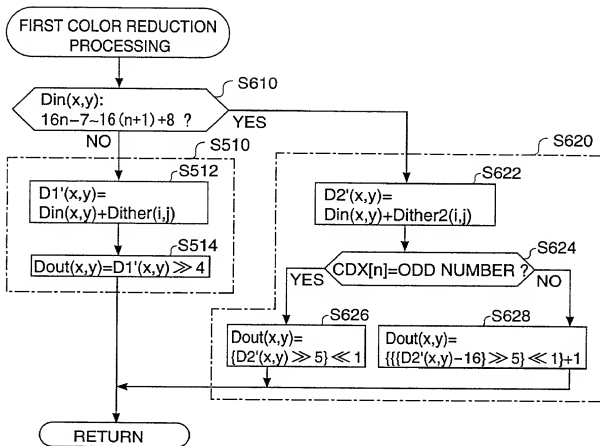 FIRST COLOR REDUCTION
PROCESSING
S610
Din(x,y):
16n-7~16(n+1)+8 ?
NO
YES
S510
S512
D1'(x,y)=
Din(x,y)+Dither(i,j)
S514
Dout(x,y)=D1'(x,y)≫4
S620
S622
D2'(x,y)=
Din(x,y)+Dither2(i,j)
S624
CDX[n]=ODD NUMBER ?
YES
NO
S626
Dout(x,y)=
{D2'(x,y)≫5}≪1
S628
Dout(x,y)=
{{{D2'(x,y)-16}≫5}≪1}+1
RETURN